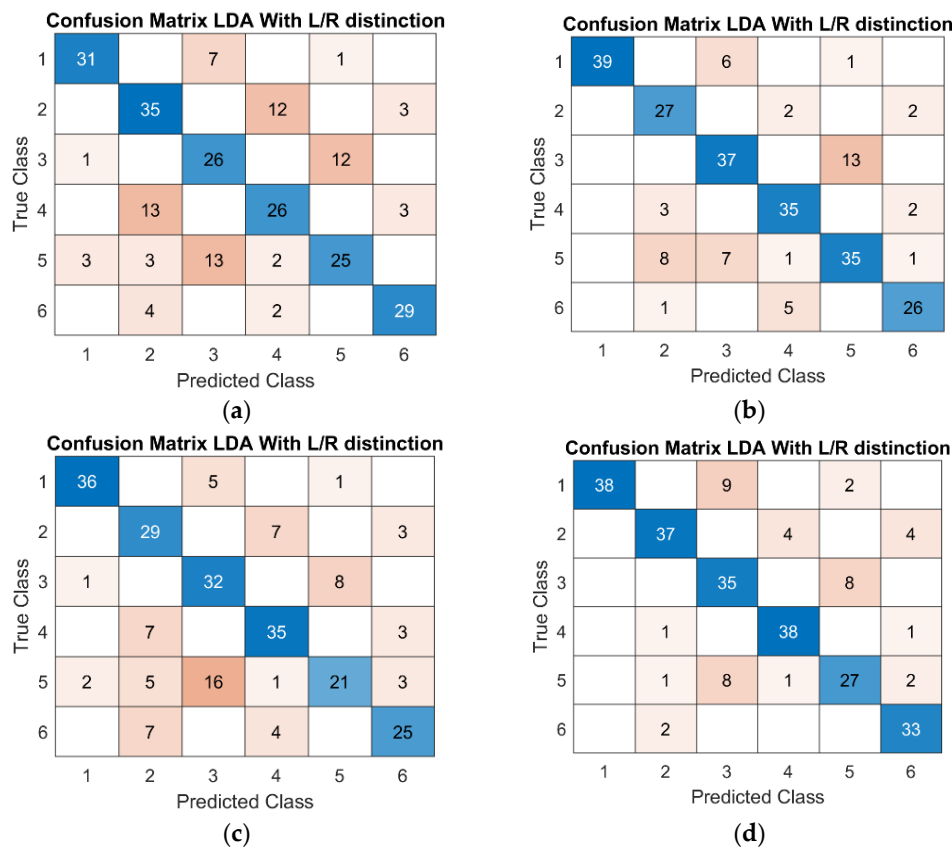 Confusion Matrix LDA With L/R distinction
1 31 7 1
2 35 12 3
3 1 26 12
4 13 26 3
5 3 3 13 2 25
6 4 2 29
1 2 3 4 5 6
True Class
Predicted Class
(a)
Confusion Matrix LDA With L/R distinction
1 39 6 1
2 27 2 2
3 37 13
4 3 35 2
5 8 7 1 35 1
6 1 5 26
1 2 3 4 5 6
True Class
Predicted Class
(b)
Confusion Matrix LDA With L/R distinction
1 36 5 1
2 29 7 3
3 1 32 8
4 7 35 3
5 2 5 16 1 21 3
6 7 4 25
1 2 3 4 5 6
True Class
Predicted Class
(c)
Confusion Matrix LDA With L/R distinction
1 38 9 2
2 37 4 4
3 35 8
4 1 38 1
5 1 8 1 27 2
6 2 33
1 2 3 4 5 6
True Class
Predicted Class
(d)